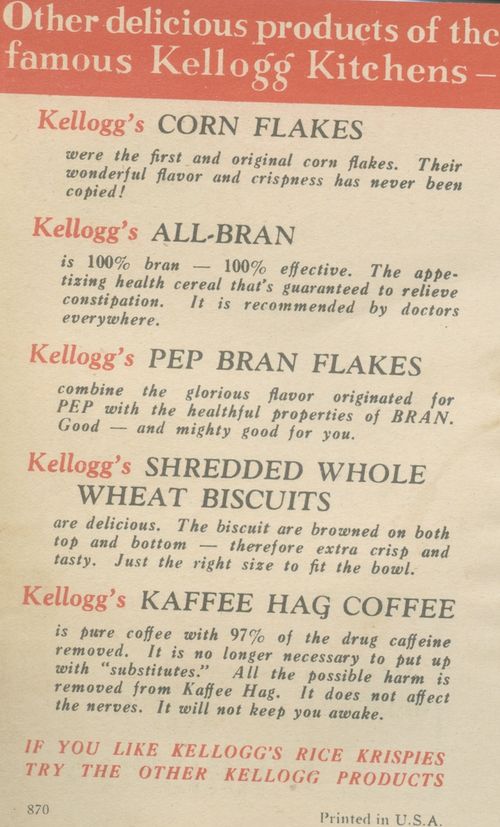 Other delicious products of the
famous Kellogg Kitchens—
Kellogg's CORN FLAKES
were the first and original corn flakes. Their
wonderful flavor and crispness has never been
copied!
Kellogg's ALL-BRAN
is 100% bran — 100% effective. The appe-
tizing health cereal that's guaranteed to relieve
constipation. It is recommended by doctors
everywhere.
Kellogg's PEP BRAN FLAKES
combine the glorious flavor originated for
PEP with the healthful properties of BRAN.
Good — and mighty good for you.
Kellogg's SHREDDED WHOLE
WHEAT BISCUITS
are delicious. The biscuit are browned on both
top and bottom — therefore extra crisp and
tasty. Just the right size to fit the bowl.
Kellogg's KAFFEE HAG COFFEE
is pure coffee with 97% of the drug caffeine
removed. It is no longer necessary to put up
with "substitutes." All the possible harm is
removed from Kaffee Hag. It does not affect
the nerves. It will not keep you awake.
IF YOU LIKE KELLOGG'S RICE KRISPIES
TRY THE OTHER KELLOGG PRODUCTS
870
Printed in U.S.A.